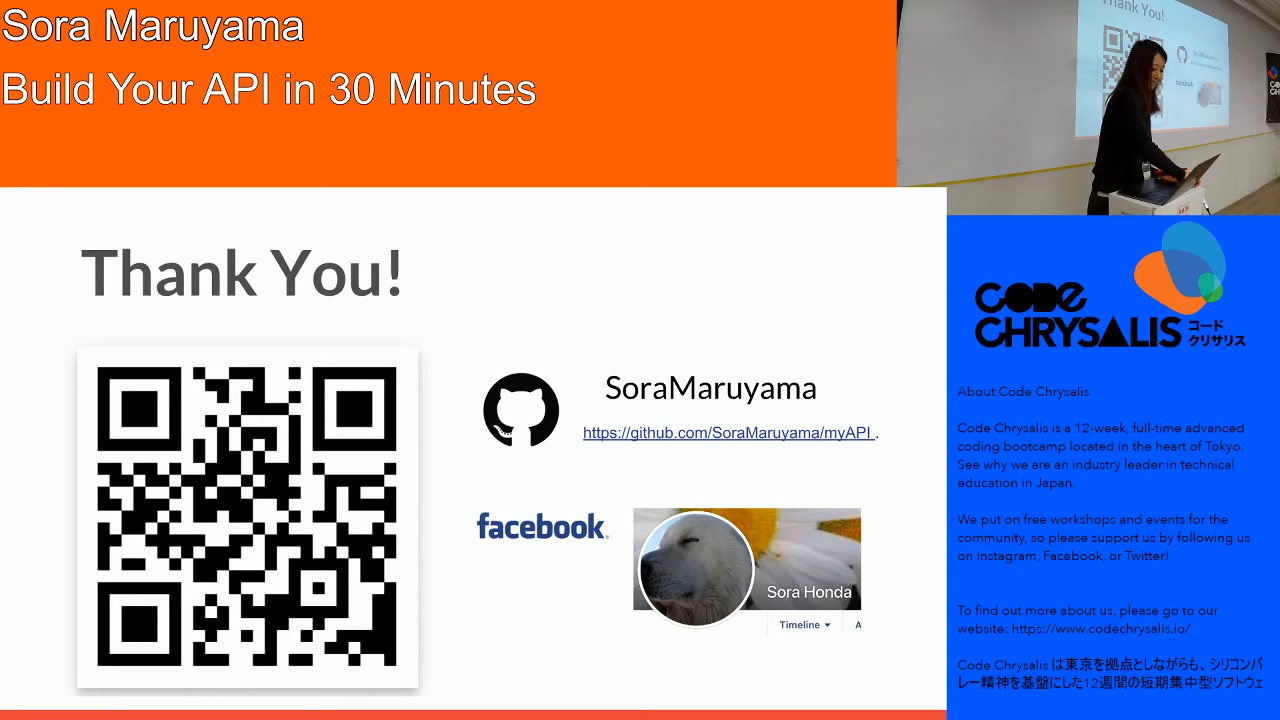 Sora Maruyama
Build Your API in 30 Minutes
Thank You!
Thank You!
SoraMaruyama
https://github.com/SoraMaruyama/myAPI .
facebook
Sora Honda
Timeline
A
CODE
CHRYSALIS
コード
クリサリス
About Code Chrysalis
Code Chrysalis is a 12-week, full-time advanced
coding bootcamp located in the heart of Tokyo.
See why we are an industry leader in technical
education in Japan.
We put on free workshops and events for the
community, so please support us by following us
on Instagram, Facebook, or Twitter!
To find out more about us, please go to our
website: https://www.codechrysalis.io/
Code Chrysalis は東京を拠点としながらも、シリコンバ
レー精神を基盤にした12週間の短期集中型ソフトウェ